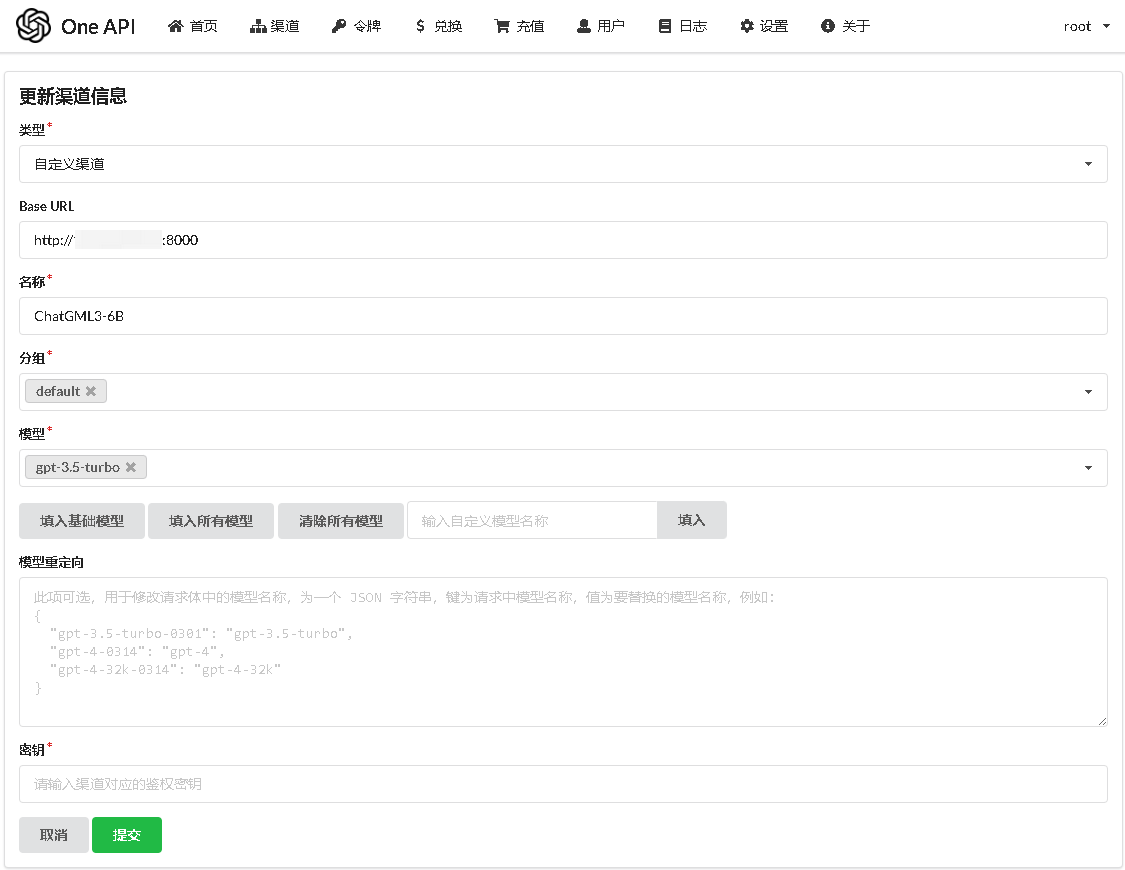 One API 首页 渠道 令牌 兑换 充值 用户 日志 设置 关于 root
更新渠道信息
类型*
自定义渠道
Base URL
http:// :8000
名称*
ChatGML3-6B
分组*
default
模型*
gpt-3.5-turbo
填入基础模型 填入所有模型 清除所有模型 输入自定义模型名称 填入
模型重定向
此项可选，用于修改请求体中的模型名称，为一个 JSON 字符串，键为请求中模型名称，值为要替换的模型名称，例如：
{
"gpt-3.5-turbo-0301": "gpt-3.5-turbo",
"gpt-4-0314": "gpt-4",
"gpt-4-32k-0314": "gpt-4-32k"
}
密钥*
请输入渠道对应的鉴权密钥
取消 提交